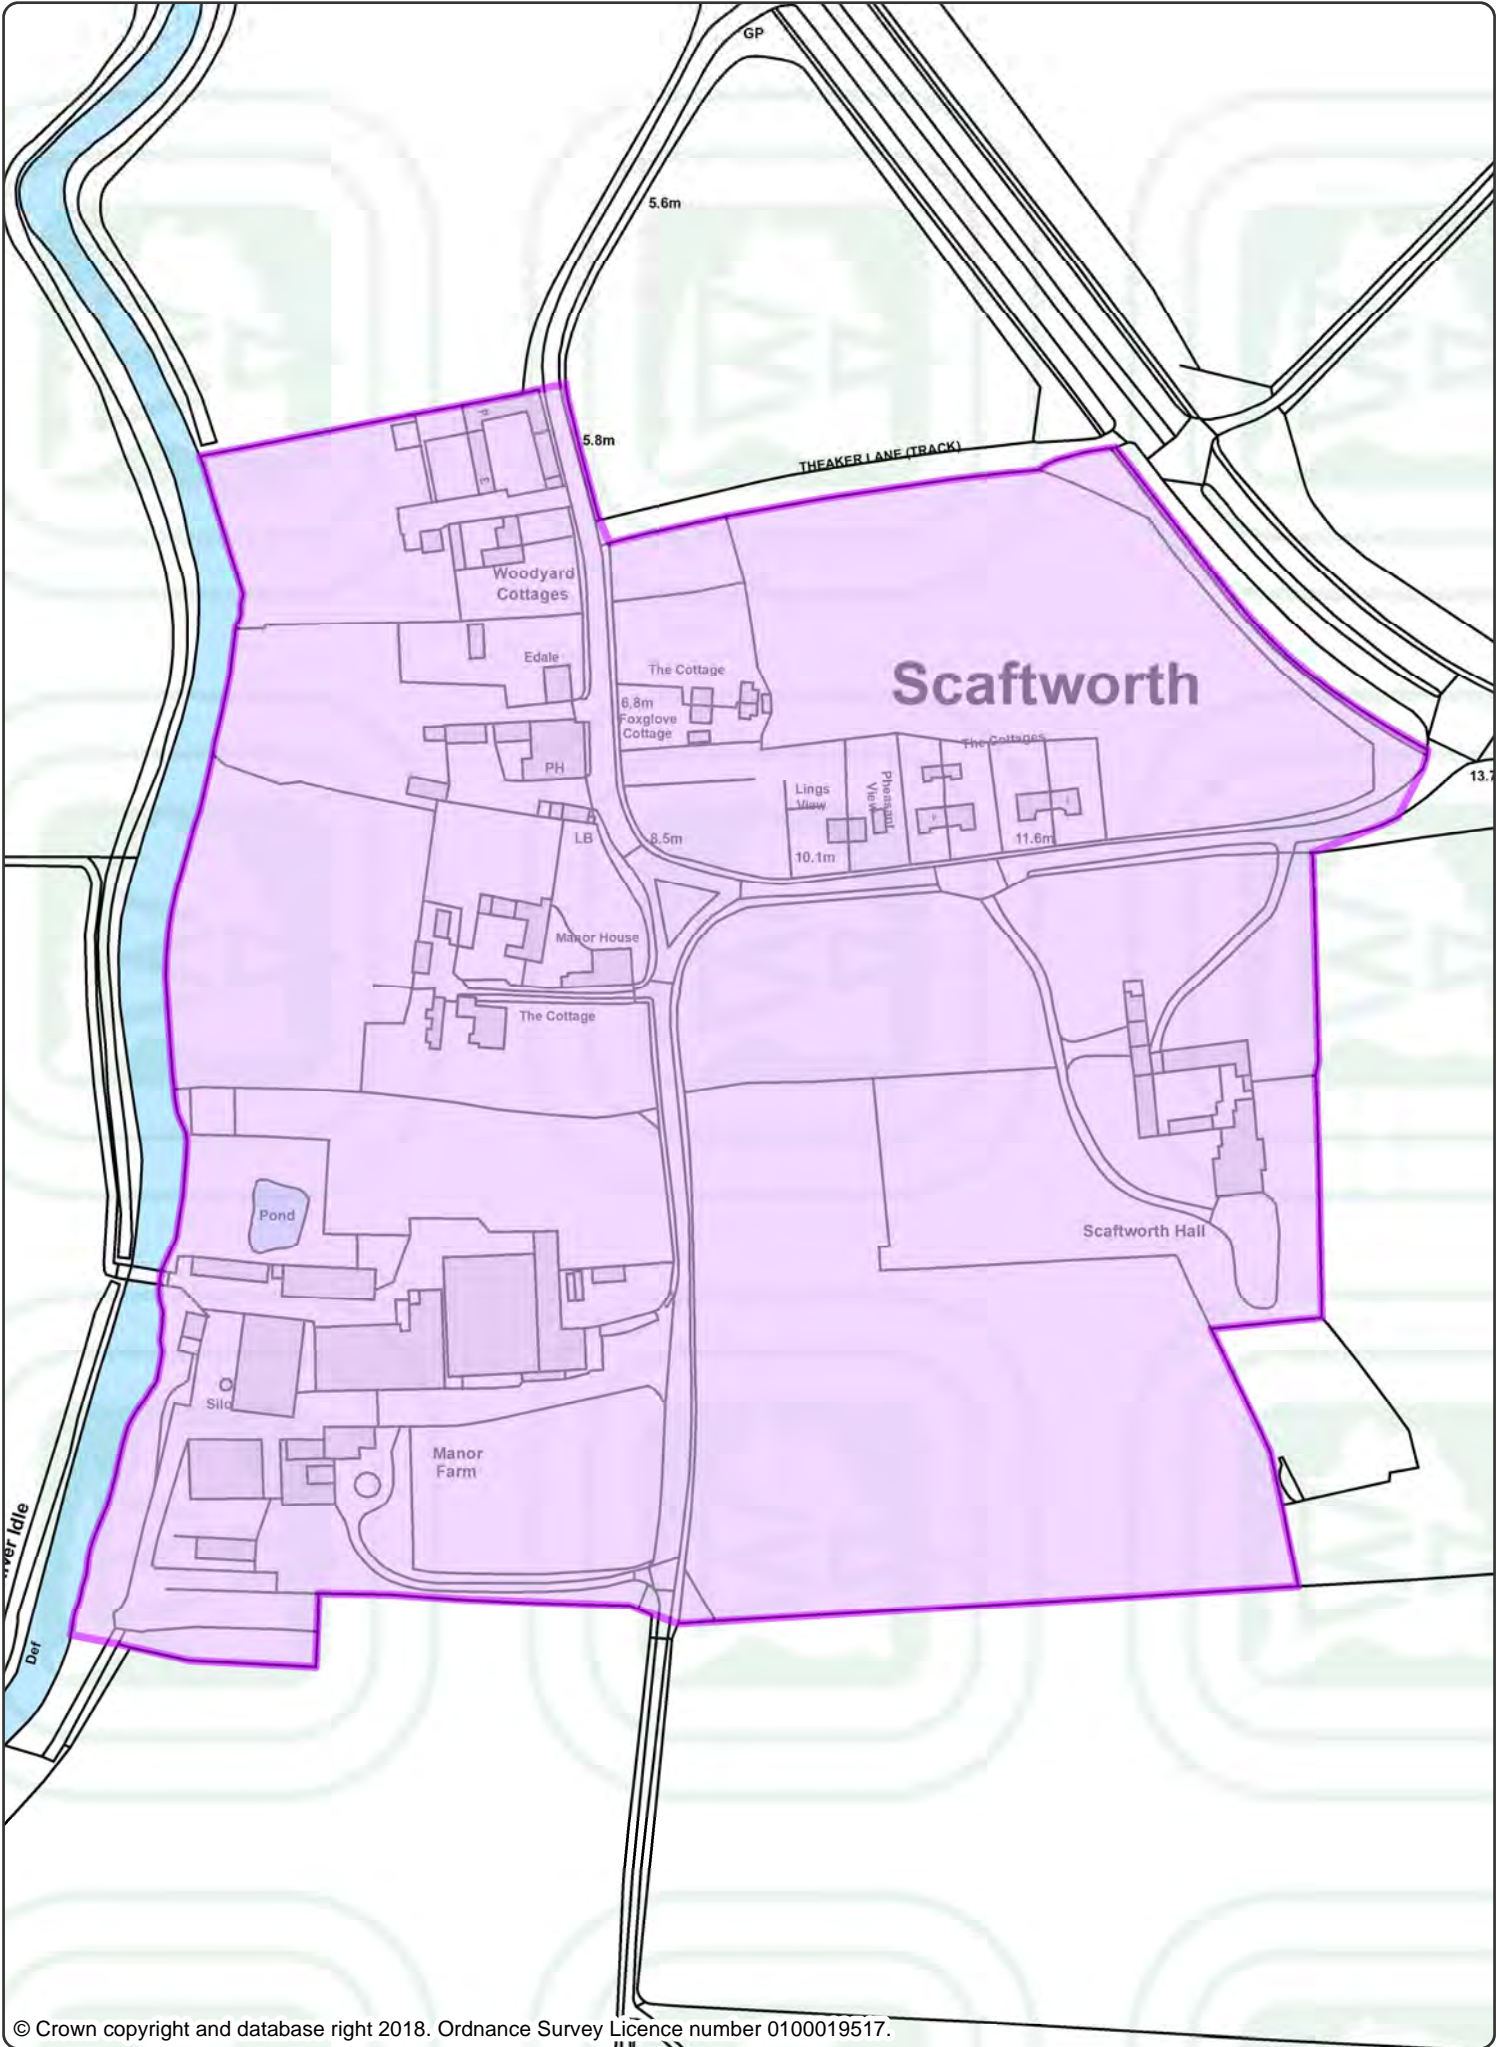 GP
5.6m
5.8m
THEAKER LANE (TRACK)
Woodyard
Cottages
Edale
The Cottage
Scaftworth
6.8m
Foxglove
Cottage
The Cottages
PH
Lings
View
Pheasant
View
13.7
LB
8.5m
11.6m
10.1m
Manor House
The Cottage
Pond
Scaftworth Hall
Silo
Manor
Farm
Idle
Def
© Crown copyright and database right 2018. Ordnance Survey Licence number 0100019517.